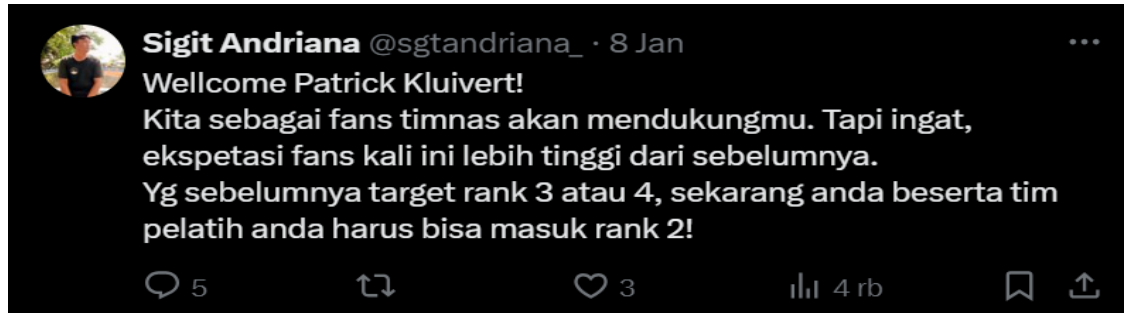 Sigit Andriana @sgtandriana_ · 8 Jan
Wellcome Patrick Kluivert!
Kita sebagai fans timnas akan mendukungmu. Tapi ingat,
ekspetasi fans kali ini lebih tinggi dari sebelumnya.
Yg sebelumnya target rank 3 atau 4, sekarang anda beserta tim
pelatih anda harus bisa masuk rank 2!
5 3 4 rb